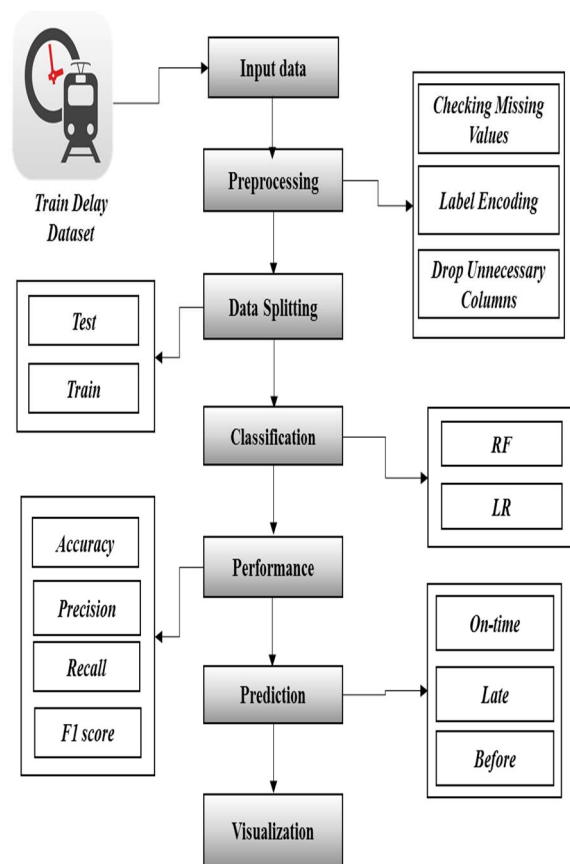 Input data
Train Delay
Dataset
Preprocessing
Checking Missing
Values
Label Encoding
Drop Unnecessary
Columns
Data Splitting
Test
Train
Classification
RF
LR
Performance
Accuracy
Precision
Recall
F1 score
Prediction
On-time
Late
Before
Visualization